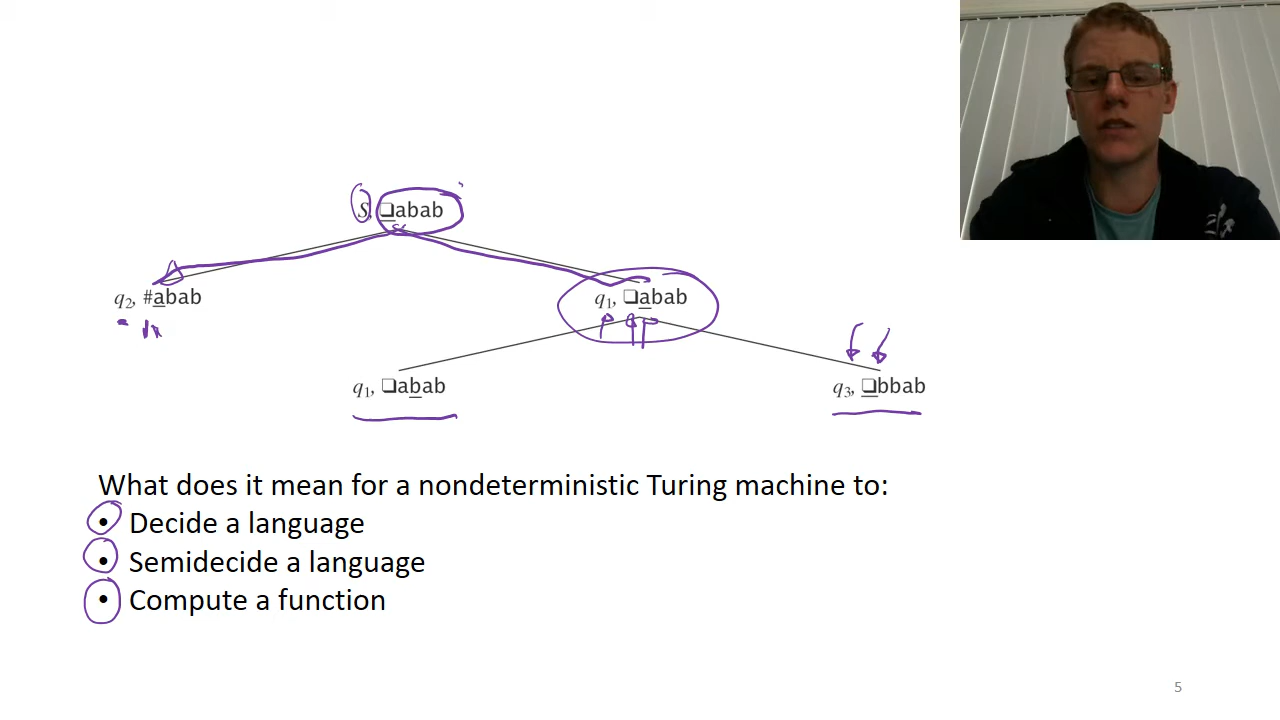 s, ❑abab
q₂, #abab
q₁, ❑abab
q₁, ❑abab
q₃, ❑bbab
What does it mean for a nondeterministic Turing machine to:
• Decide a language
• Semidecide a language
• Compute a function
5